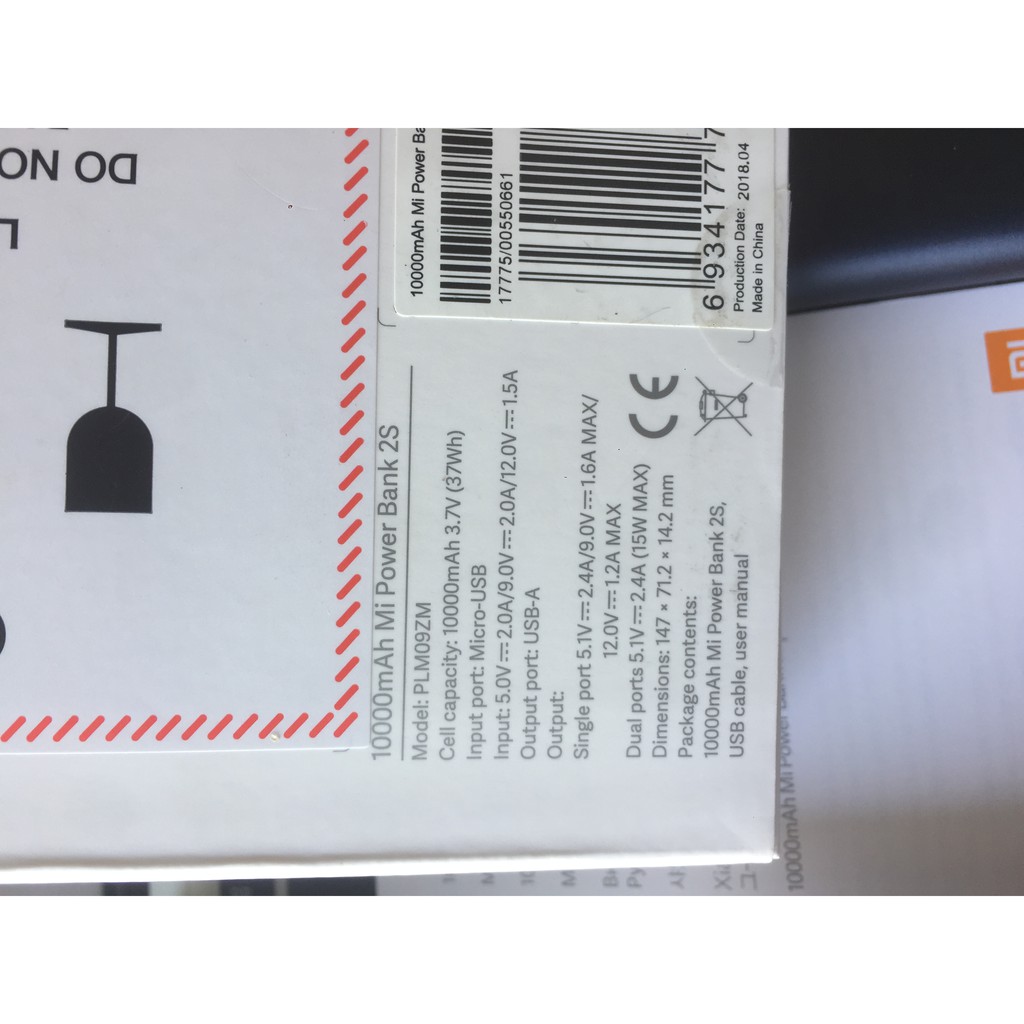 DO NO
10000mAh Mi Power Ba
17775/00550661
6 934177 7
Production Date: 2018.04
Made in China
10000mAh Mi Power Bank 2S
Model: PLM09ZM
Cell capacity: 10000mAh 3.7V (37Wh)
Input port: Micro-USB
Input: 5.0V⎓2.0A/9.0V⎓2.0A/12.0V⎓1.5A
Output port: USB-A
Output:
Single port 5.1V⎓2.4A/9.0V⎓1.6A MAX/
12.0V⎓1.2A MAX
Dual ports 5.1V⎓2.4A (15W MAX)
Dimensions: 147 × 71.2 × 14.2 mm
Package contents:
10000mAh Mi Power Bank 2S,
USB cable, user manual
CE
10000mAh Mi Power